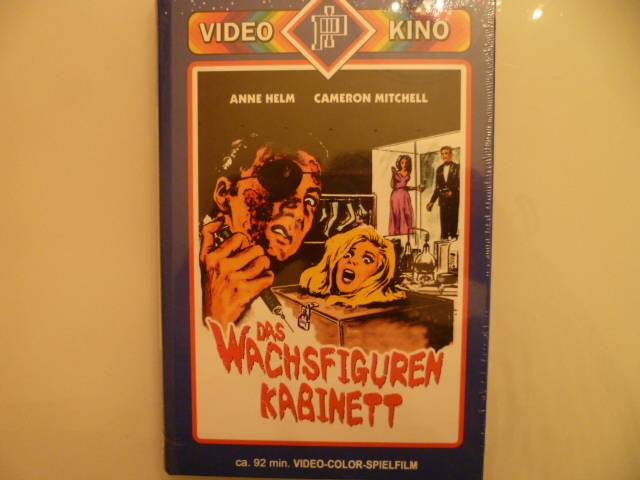 VIDEO KINO
ANNE HELM CAMERON MITCHELL
DAS
WACHSFIGUREN
KABINETT
ca. 92 min. VIDEO-COLOR-SPIELFILM